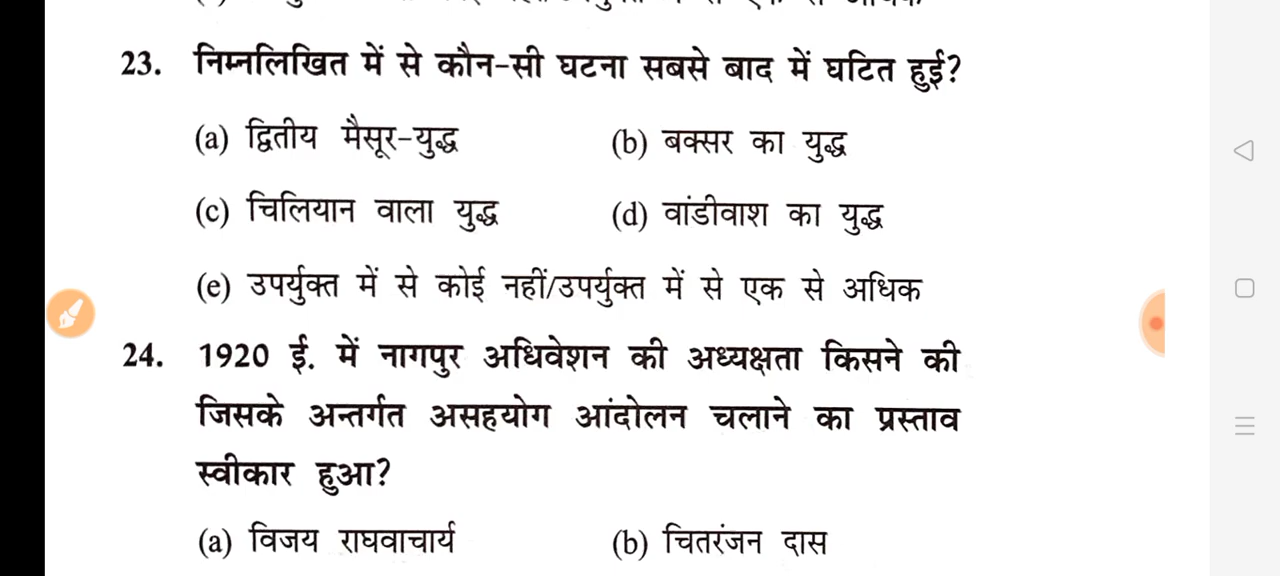 23. निम्नलिखित में से कौन-सी घटना सबसे बाद में घटित हुई?
(a) द्वितीय मैसूर-युद्ध (b) बक्सर का युद्ध
(c) चिलियान वाला युद्ध (d) वांडीवाश का युद्ध
(e) उपर्युक्त में से कोई नहीं/उपर्युक्त में से एक से अधिक
24. 1920 ई. में नागपुर अधिवेशन की अध्यक्षता किसने की
जिसके अन्तर्गत असहयोग आंदोलन चलाने का प्रस्ताव
स्वीकार हुआ?
(a) विजय राघवाचार्य (b) चितरंजन दास